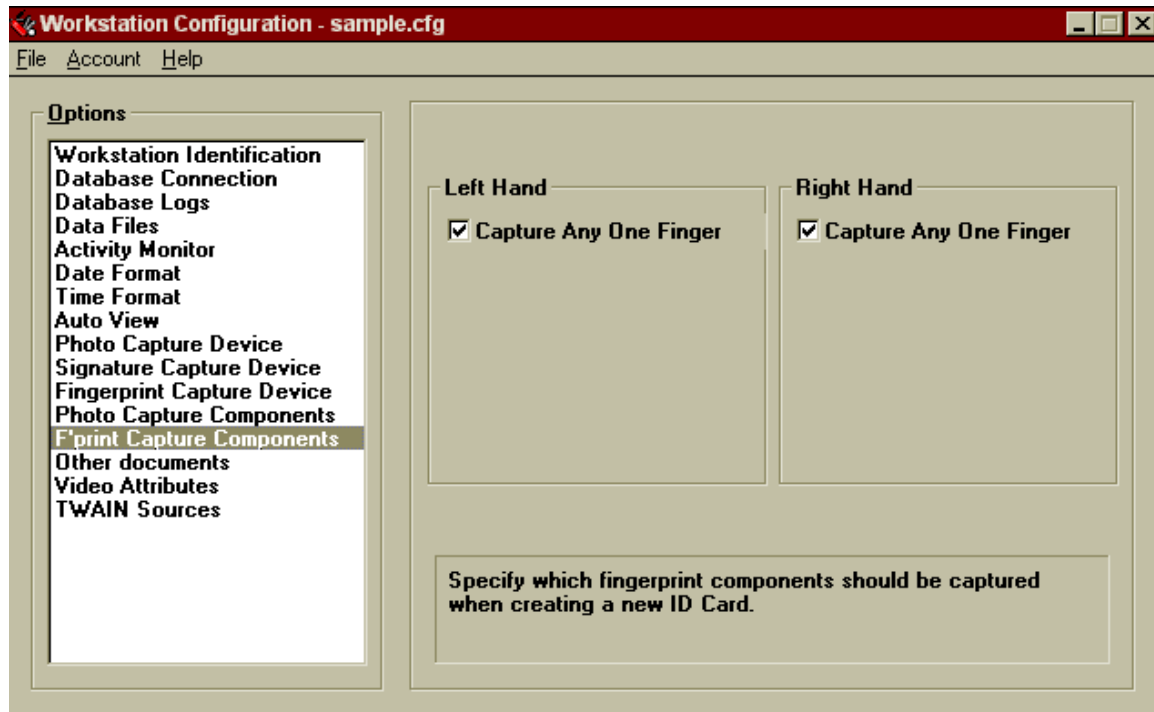 Workstation Configuration - sample.cfg
File Account Help
Options
Workstation Identification
Database Connection
Database Logs
Data Files
Activity Monitor
Date Format
Time Format
Auto View
Photo Capture Device
Signature Capture Device
Fingerprint Capture Device
Photo Capture Components
F'print Capture Components
Other documents
Video Attributes
TWAIN Sources
Left Hand
Capture Any One Finger
Right Hand
Capture Any One Finger
Specify which fingerprint components should be captured
when creating a new ID Card.